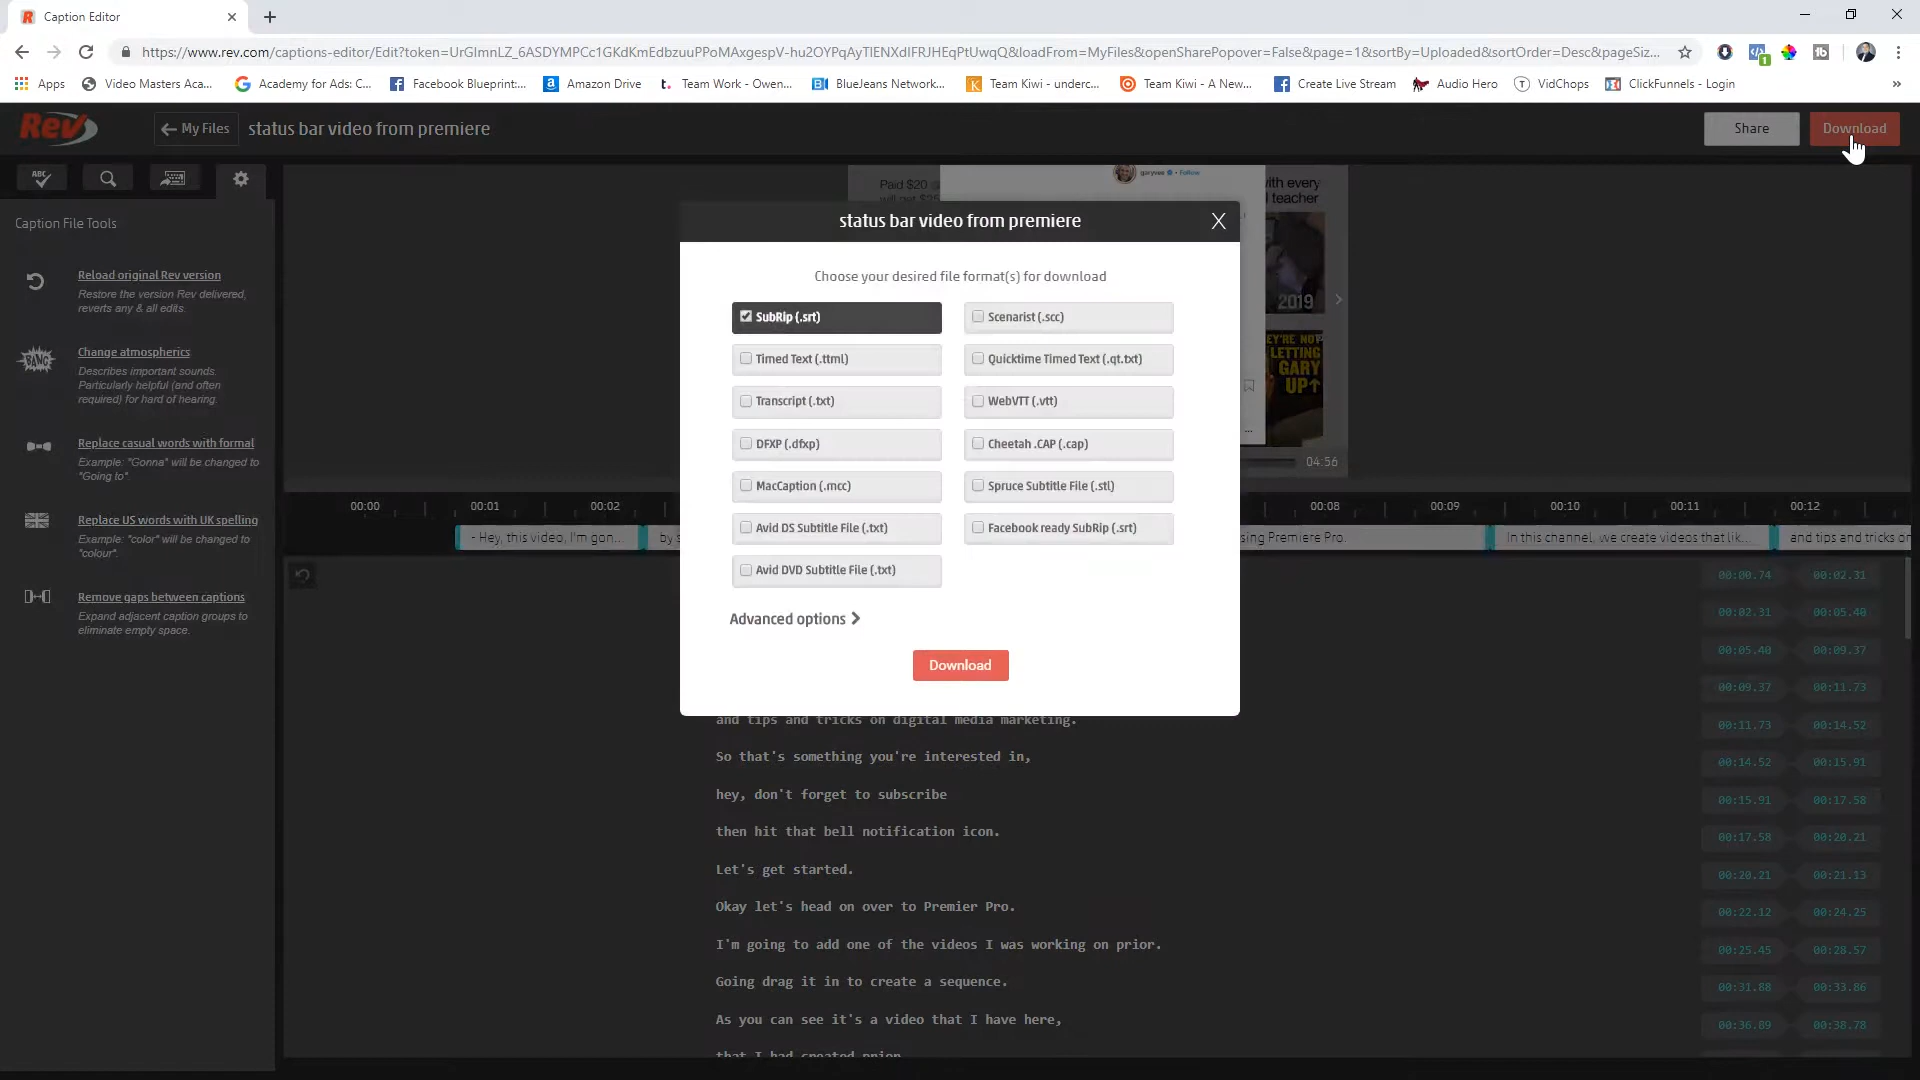 Caption Editor
https://www.rev.com/captions-editor/Edit?token=UrGImnLZ_6ASDYMPCc1GKdKmEdbzuuPPoMAxgespV-hu2OYPqAyTlENXdIFRJHEqPtUwqQ&loadFrom=MyFiles&openSharePopover=False&page=1&sortBy=Uploaded&sortOrder=Desc&pageSiz...
Apps Video Masters Aca... Academy for Ads: C... Facebook Blueprint:... Amazon Drive Team Work - Owen... BlueJeans Network... Team Kiwi - underc... Team Kiwi - A New... Create Live Stream Audio Hero VidChops ClickFunnels - Login »
Rev My Files status bar video from premiere Share Download
ABC
Caption File Tools
Reload original Rev version
Restore the version Rev delivered,
reverts any & all edits.
BANG
Change atmospherics
Describes important sounds.
Particularly helpful (and often
required) for hard of hearing.
Replace casual words with formal
Example: "Gonna" will be changed to
"Going to".
Replace US words with UK spelling
Example: "color" will be changed to
"colour".
Remove gaps between captions
Expand adjacent caption groups to
eliminate empty space.
Paid $20
garyvee • Follow
with every
teacher
2019
LETTING
GARY
UP↑
04:56
status bar video from premiere X
Choose your desired file format(s) for download
SubRip (.srt) Scenarist (.scc)
Timed Text (.ttml) Quicktime Timed Text (.qt.txt)
Transcript (.txt) WebVTT (.vtt)
DFXP (.dfxp) Cheetah .CAP (.cap)
MacCaption (.mcc) Spruce Subtitle File (.stl)
Avid DS Subtitle File (.txt) Facebook ready SubRip (.srt)
Avid DVD Subtitle File (.txt)
Advanced options
Download
00:00 00:01 00:02 00:08 00:09 00:10 00:11 00:12
- Hey, this video, I'm gon... by s sing Premiere Pro. In this channel, we create videos that lik... and tips and tricks on
00:00.74 00:02.31
00:02.31 00:05.40
00:05.40 00:09.37
00:09.37 00:11.73
and tips and tricks on digital media marketing. 00:11.73 00:14.52
So that's something you're interested in, 00:14.52 00:15.91
hey, don't forget to subscribe 00:15.91 00:17.58
then hit that bell notification icon. 00:17.58 00:20.21
Let's get started. 00:20.21 00:21.13
Okay let's head on over to Premier Pro. 00:22.12 00:24.25
I'm going to add one of the videos I was working on prior. 00:25.45 00:28.57
Going drag it in to create a sequence. 00:31.88 00:33.86
As you can see it's a video that I have here, 00:36.89 00:38.78
that I had created prior